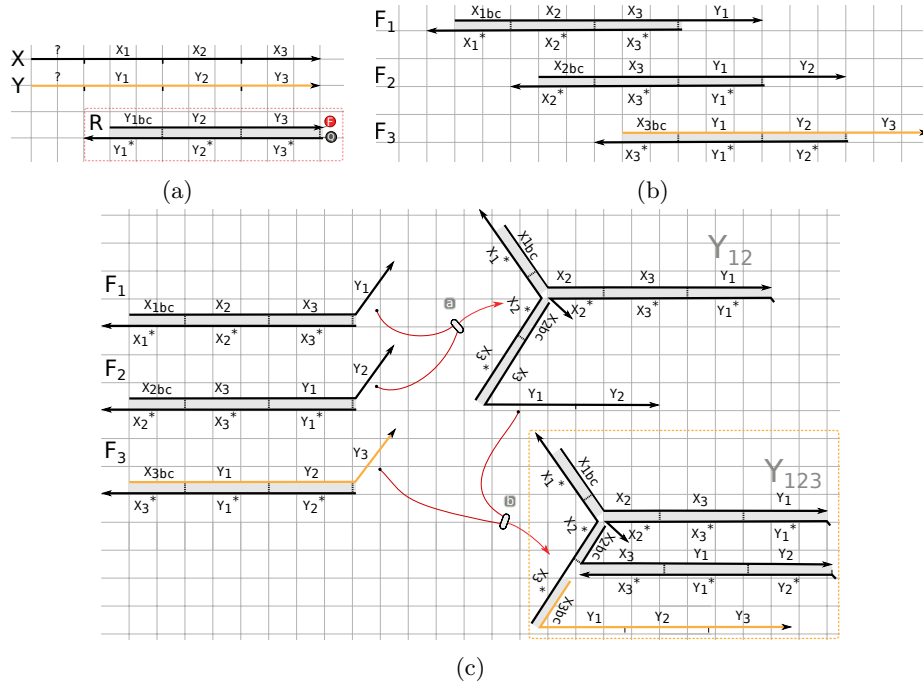 X ? X1 X2 X3
Y ? Y1 Y2 Y3
R Y1bc Y2 Y3 F
Y1* Y2* Y3* Q
(a)
F1 X1bc X2 X3 Y1
X1* X2* X3*
F2 X2bc X3 Y1 Y2
X2* X3* Y1*
F3 X3bc Y1 Y2 Y3
X3* Y1* Y2*
(b)
F1 X1bc X2 X3 Y1
X1* X2* X3*
F2 X2bc X3 Y1 Y2
X2* X3* Y1*
F3 X3bc Y1 Y2 Y3
X3* Y1* Y2*
a
b
Y12
X1bc
X1* X2 X3 Y1
X2* X2bc X2* X3* Y1*
X3* X3
Y1 Y2
Y123
X1bc
X1* X2 X3 Y1
X2* X2bc X2* X3* Y1*
X3 Y1 Y2
X3* X3* Y1* Y2*
X3bc Y1 Y2 Y3
(c)